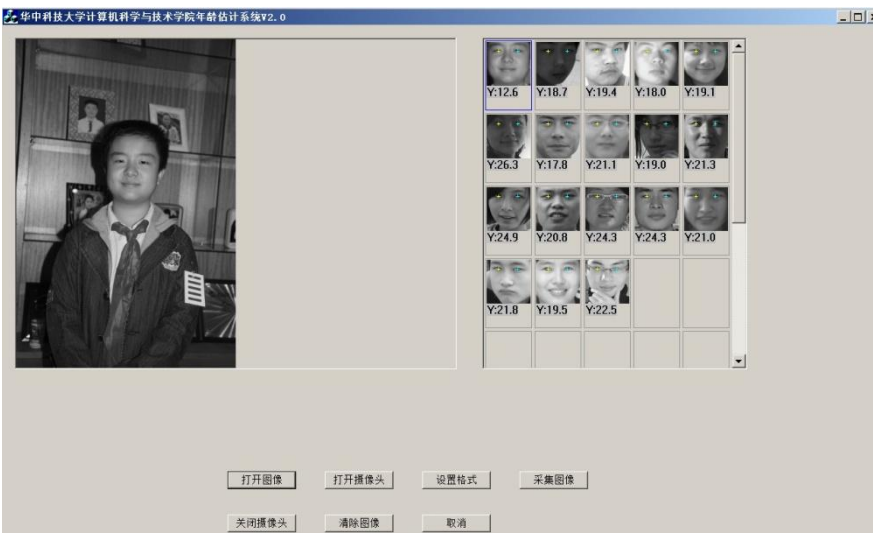 华中科技大学计算机科学与技术学院年龄估计系统V2.0
Y:12.6 Y:18.7 Y:19.4 Y:18.0 Y:19.1
Y:26.3 Y:17.8 Y:21.1 Y:19.0 Y:21.3
Y:24.9 Y:20.8 Y:24.3 Y:24.3 Y:21.0
Y:21.8 Y:19.5 Y:22.5
打开图像 打开摄像头 设置格式 采集图像
关闭摄像头 清除图像 取消